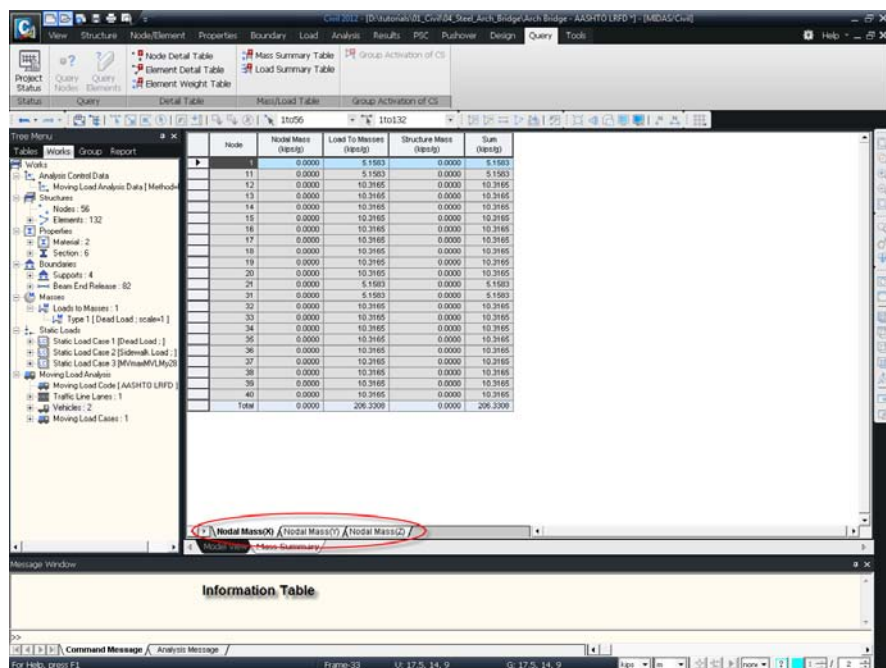 Civil 2012 - [D:\tutorials\01_Civil\04_Steel_Arch_Bridge\Arch Bridge - AASHTO LRFD *] - [MIDAS/Civil]
View Structure Node/Element Properties Boundary Load Analysis Results PSC Pushover Design Query Tools Help
Project Status
Query Nodes
Query Elements
Node Detail Table
Element Detail Table
Element Weight Table
Mass Summary Table
Load Summary Table
Group Activation of CS
Status Query Detail Table Mass/Load Table Group Activation of CS
1to56 1to132
Tree Menu
Tables Works Group Report
Works
Analysis Control Data
Moving Load Analysis Data [ Method=
Structures
Nodes : 56
Elements : 132
Properties
Material : 2
Section : 6
Boundaries
Supports : 4
Beam End Release : 82
Masses
Loads to Masses : 1
Type 1 [ Dead Load ; scale=1 ]
Static Loads
Static Load Case 1 [Dead Load ; ]
Static Load Case 2 [Sidewalk Load ; ]
Static Load Case 3 [MVmaxMVLMy28
Moving Load Analysis
Moving Load Code [ AASHTO LRFD ]
Traffic Line Lanes : 1
Vehicles : 2
Moving Load Cases : 1
Node Nodal Mass (kips/g) Load To Masses (kips/g) Structure Mass (kips/g) Sum (kips/g)
1 0.0000 5.1583 0.0000 5.1583
11 0.0000 5.1583 0.0000 5.1583
12 0.0000 10.3165 0.0000 10.3165
13 0.0000 10.3165 0.0000 10.3165
14 0.0000 10.3165 0.0000 10.3165
15 0.0000 10.3165 0.0000 10.3165
16 0.0000 10.3165 0.0000 10.3165
17 0.0000 10.3165 0.0000 10.3165
18 0.0000 10.3165 0.0000 10.3165
19 0.0000 10.3165 0.0000 10.3165
20 0.0000 10.3165 0.0000 10.3165
21 0.0000 5.1583 0.0000 5.1583
31 0.0000 5.1583 0.0000 5.1583
32 0.0000 10.3165 0.0000 10.3165
33 0.0000 10.3165 0.0000 10.3165
34 0.0000 10.3165 0.0000 10.3165
35 0.0000 10.3165 0.0000 10.3165
36 0.0000 10.3165 0.0000 10.3165
37 0.0000 10.3165 0.0000 10.3165
38 0.0000 10.3165 0.0000 10.3165
39 0.0000 10.3165 0.0000 10.3165
40 0.0000 10.3165 0.0000 10.3165
Total 0.0000 206.3308 0.0000 206.3308
Nodal Mass(X) Nodal Mass(Y) Nodal Mass(Z)
Model View Mass Summary
Message Window
Information Table
>>
Command Message Analysis Message
For Help, press F1 Frame-33 U: 17.5, 14, 9 G: 17.5, 14, 9 kips m non 2